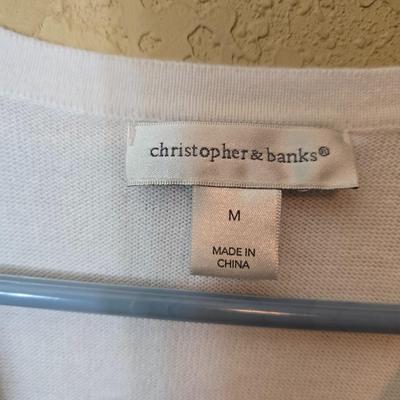 christopher & banks®
M
MADE IN
CHINA